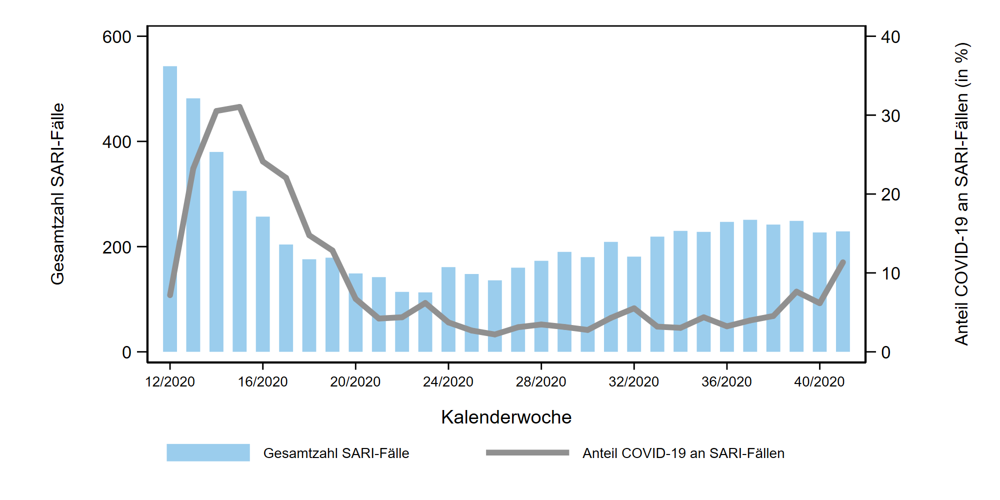 Gesamtzahl SARI-Fälle
600
400
200
0
40
30
20
10
0
Anteil COVID-19 an SARI-Fällen (in %)
12/2020 16/2020 20/2020 24/2020 28/2020 32/2020 36/2020 40/2020
Kalenderwoche
Gesamtzahl SARI-Fälle Anteil COVID-19 an SARI-Fällen